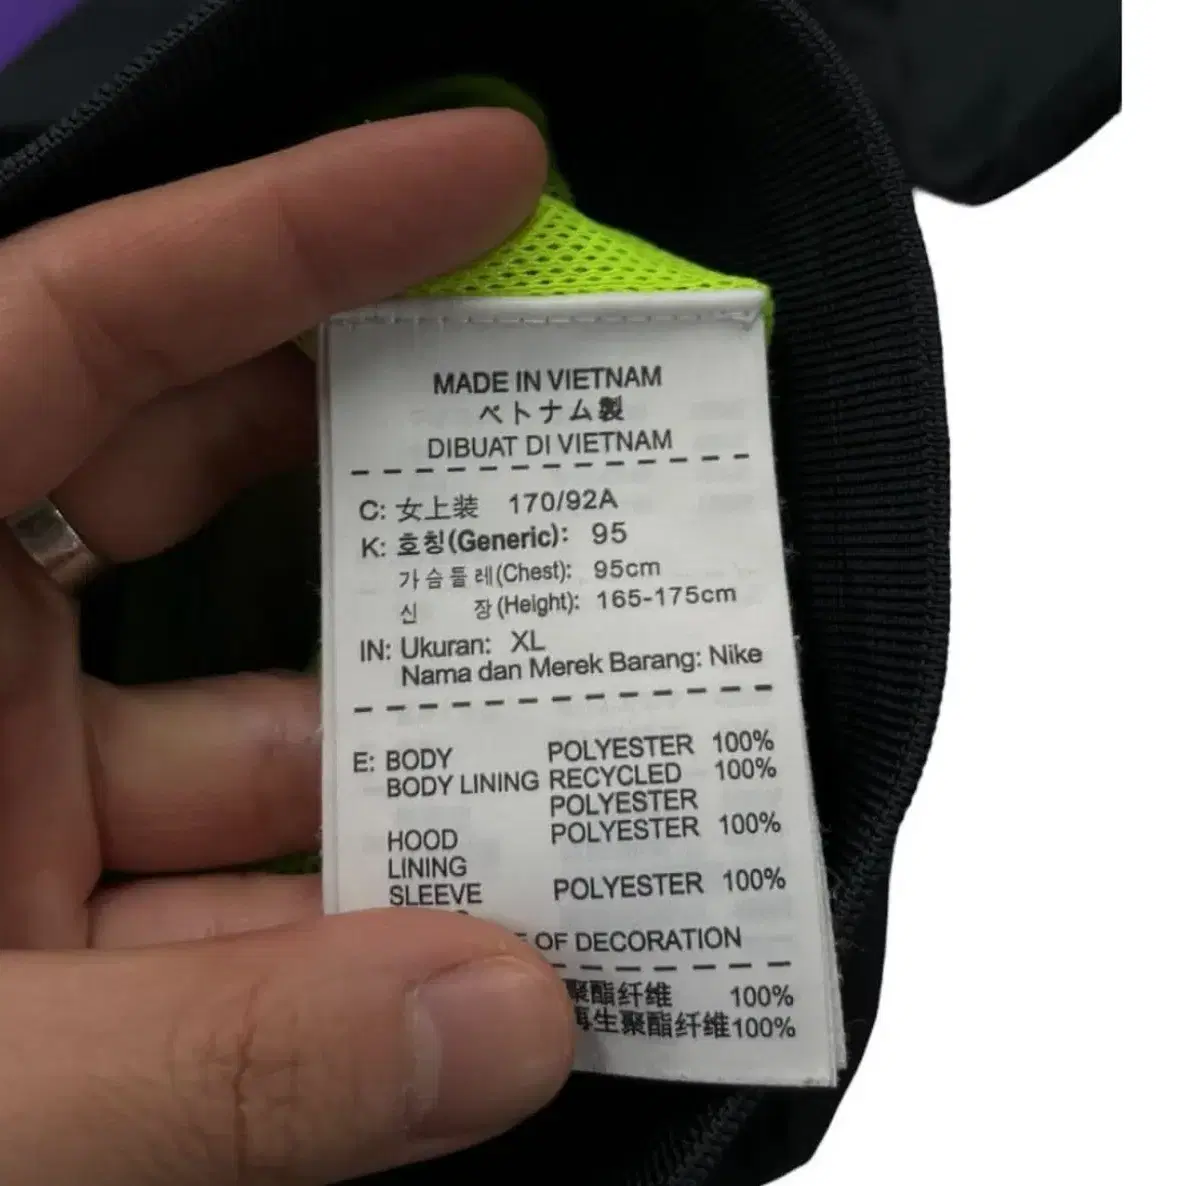 MADE IN VIETNAM
ベトナム製
DIBUAT DI VIETNAM
C: 女上装 170/92A
K: 호칭(Generic): 95
가슴둘레(Chest): 95cm
신 장(Height): 165-175cm
IN: Ukuran: XL
Nama dan Merek Barang: Nike
E: BODY POLYESTER 100%
BODY LINING RECYCLED 100%
POLYESTER
HOOD POLYESTER 100%
LINING
SLEEVE POLYESTER 100%
OF DECORATION
聚酯纤维 100%
再生聚酯纤维100%